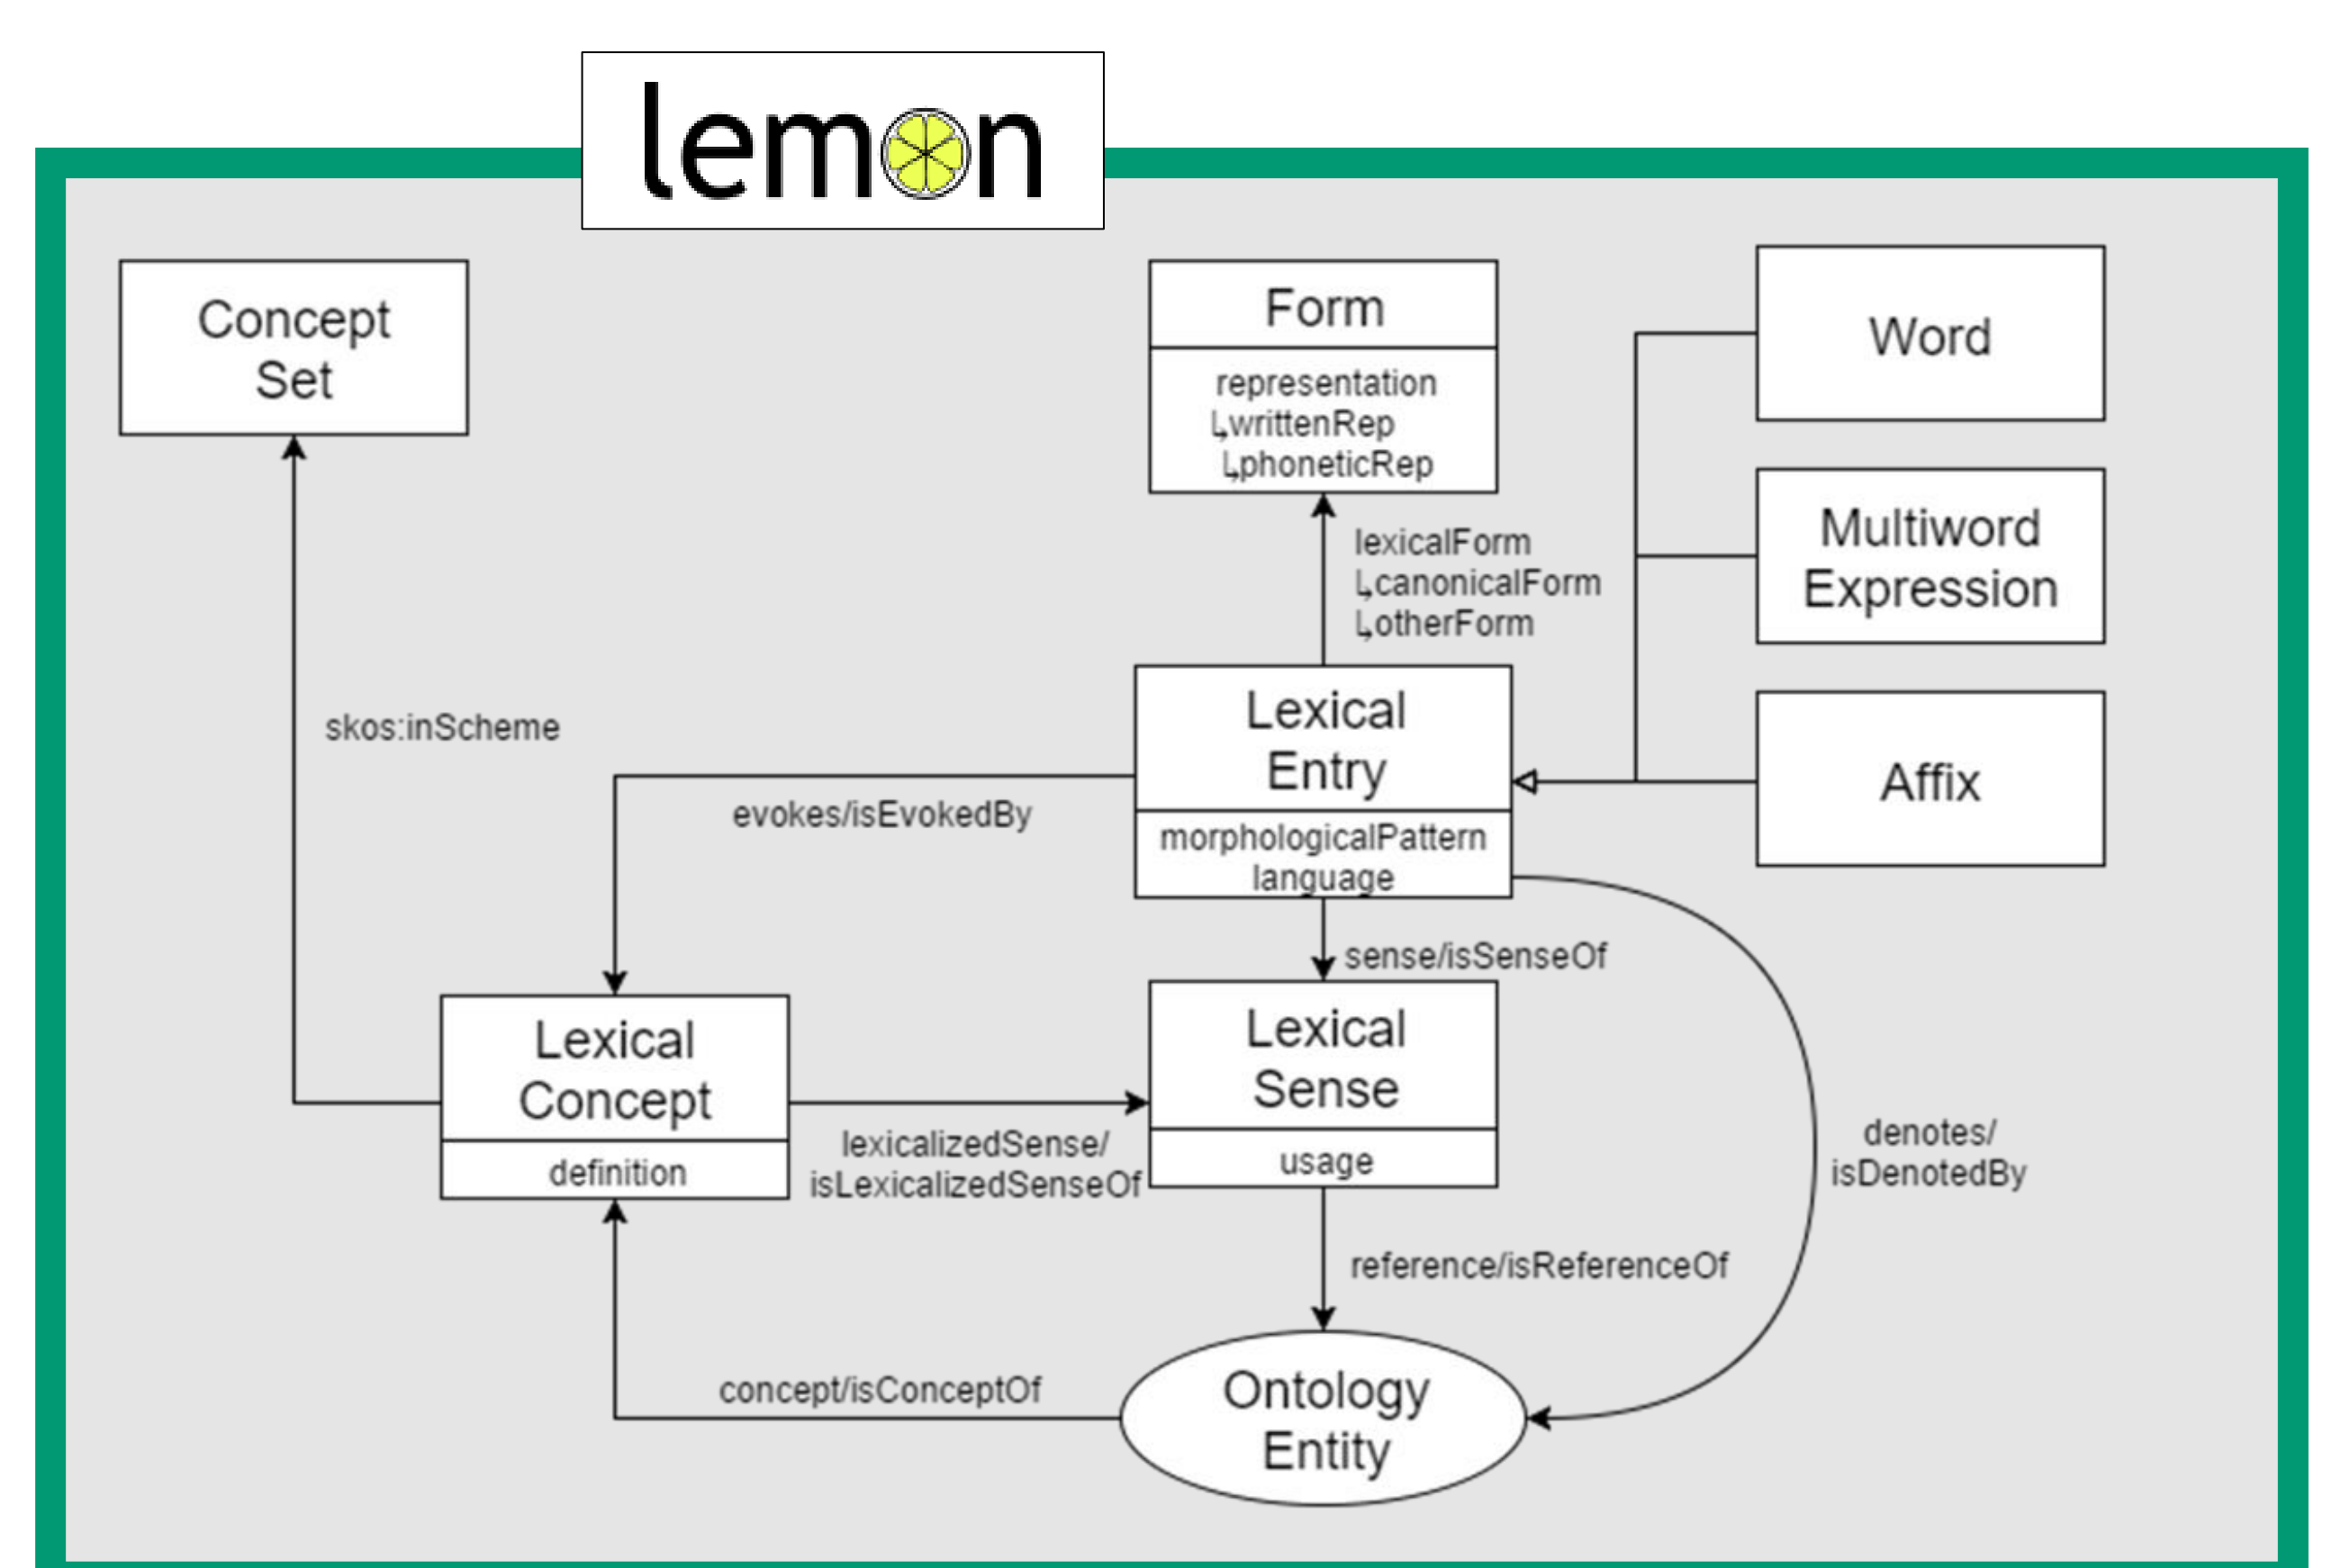 lemon
Concept
Set
Form
representation
↳writtenRep
↳phoneticRep
Word
Multiword
Expression
Affix
lexicalForm
↳canonicalForm
↳otherForm
Lexical
Entry
morphologicalPattern
language
skos:inScheme
evokes/isEvokedBy
sense/isSenseOf
Lexical
Concept
definition
lexicalizedSense/
isLexicalizedSenseOf
Lexical
Sense
usage
denotes/
isDenotedBy
reference/isReferenceOf
concept/isConceptOf
Ontology
Entity